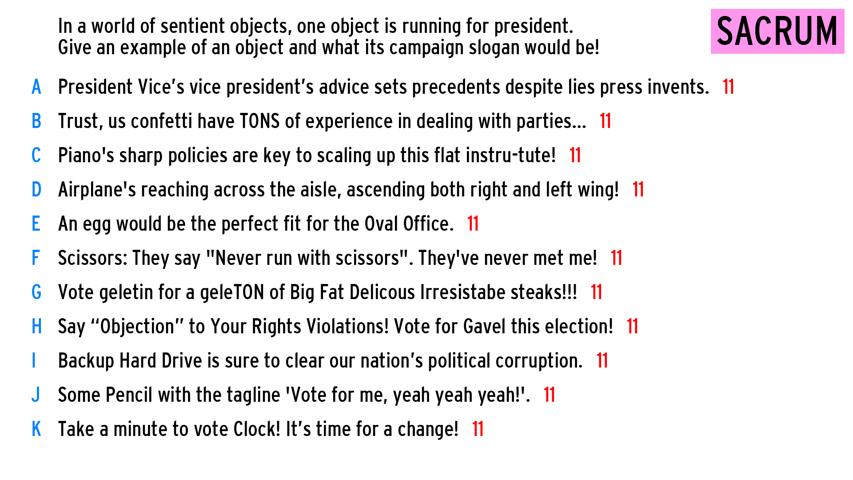 In a world of sentient objects, one object is running for president.
Give an example of an object and what its campaign slogan would be!
SACRUM
A President Vice's vice president's advice sets precedents despite lies press invents. 11
B Trust, us confetti have TONS of experience in dealing with parties... 11
C Piano's sharp policies are key to scaling up this flat instru-tute! 11
D Airplane's reaching across the aisle, ascending both right and left wing! 11
E An egg would be the perfect fit for the Oval Office. 11
F Scissors: They say "Never run with scissors". They've never met me! 11
G Vote geletin for a geleTON of Big Fat Delicous Irresistabe steaks!!! 11
H Say “Objection” to Your Rights Violations! Vote for Gavel this election! 11
I Backup Hard Drive is sure to clear our nation’s political corruption. 11
J Some Pencil with the tagline 'Vote for me, yeah yeah yeah!'. 11
K Take a minute to vote Clock! It’s time for a change! 11